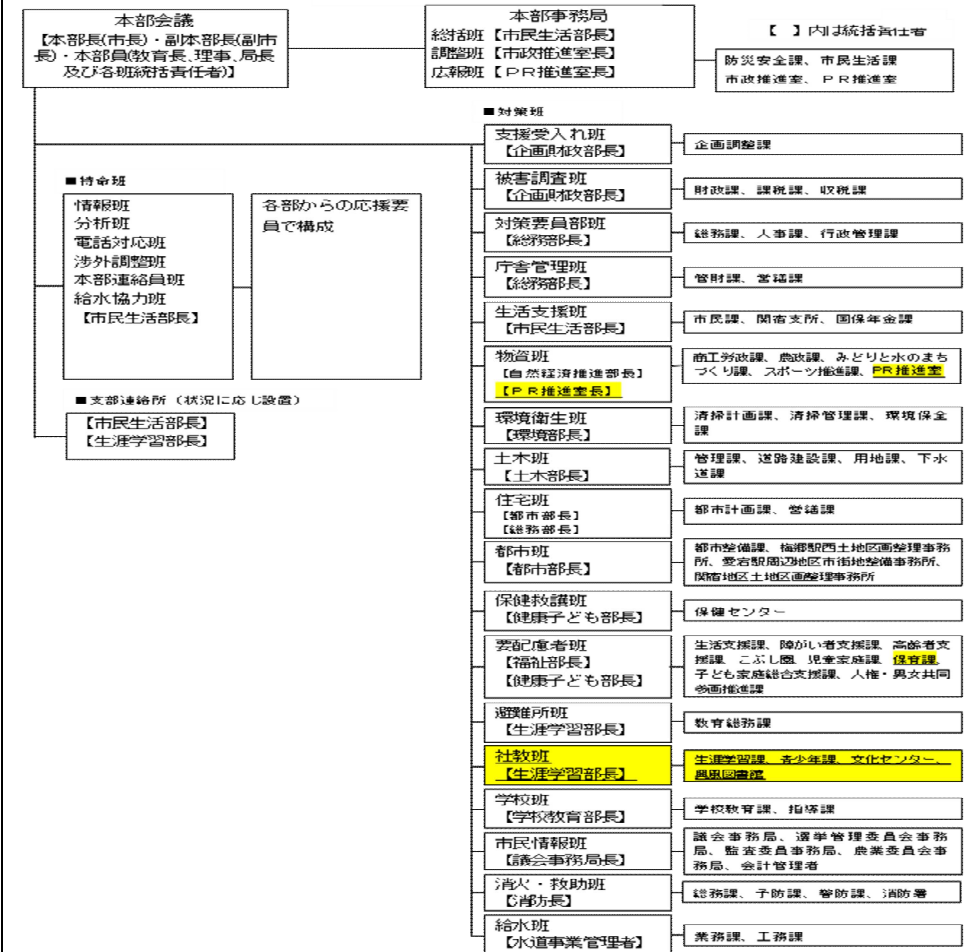 本部会議
【本部長(市長)・副本部長(副市
長)・本部員(教育長、理事、局長
及び各班統括責任者)】
本部事務局
総括班【市民生活部長】
調整班【市政推進室長】
広報班【ＰＲ推進室長】
【　】内は統括責任者
防災安全課、市民生活課
市政推進室、ＰＲ推進室
■特命班
情報班
分析班
電話対応班
渉外調整班
本部連絡員班
給水協力班
【市民生活部長】
各部からの応援要
員で構成
■支部連絡所（状況に応じ設置）
【市民生活部長】
【生涯学習部長】
■対策班
支援受入れ班
【企画財政部長】
企画調整課
被害調査班
【企画財政部長】
財政課、課税課、収税課
対策要員部班
【総務部長】
総務課、人事課、行政管理課
庁舎管理班
【総務部長】
管財課、営繕課
生活支援班
【市民生活部長】
市民課、関宿支所、国保年金課
物資班
【自然経済推進部長】
【ＰＲ推進室長】
商工労政課、農政課、みどりと水のまち
づくり課、スポーツ推進課、PR推進室
環境衛生班
【環境部長】
清掃計画課、清掃管理課、環境保全
課
土木班
【土木部長】
管理課、道路建設課、用地課、下水
道課
住宅班
【都市部長】
【総務部長】
都市計画課、営繕課
都市班
【都市部長】
都市整備課、梅郷駅西土地区画整理事務
所、愛宕駅周辺地区市街地整備事務所、
関宿地区土地区画整理事務所
保健救護班
【健康子ども部長】
保健センター
要配慮者班
【福祉部長】
【健康子ども部長】
生活支援課、障がい者支援課、高齢者支
援課、こぶし園、児童家庭課、保育課、
子ども家庭総合支援課、人権・男女共同
参画推進課
避難所班
【生涯学習部長】
教育総務課
社教班
【生涯学習部長】
生涯学習課、青少年課、文化センター、
興風図書館
学校班
【学校教育部長】
学校教育課、指導課
市民情報班
【議会事務局長】
議会事務局、選挙管理委員会事務
局、監査委員事務局、農業委員会事
務局、会計管理者
消火・救助班
【消防長】
総務課、予防課、警防課、消防署
給水班
【水道事業管理者】
業務課、工務課